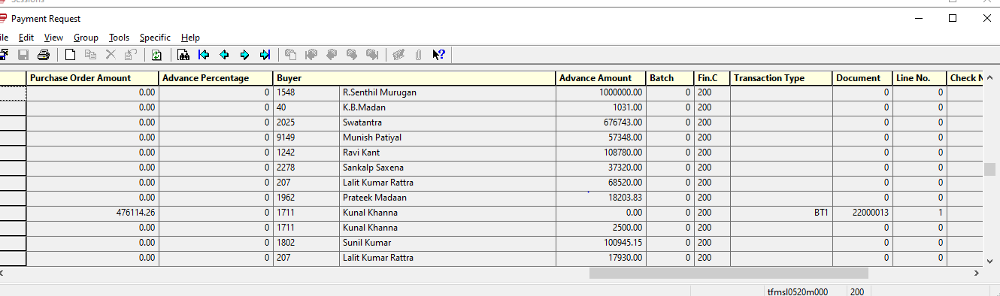 Payment Request
Edit View Group Tools Specific Help
Purchase Order Amount Advance Percentage Buyer Advance Amount Batch Fin.C Transaction Type Document Line No. Check N
0.00 0 1548 R.Senthil Murugan 1000000.00 0 200 0 0
0.00 0 40 K.B.Madan 1031.00 0 200 0 0
0.00 0 2025 Swatantra 676743.00 0 200 0 0
0.00 0 9149 Munish Patiyal 57348.00 0 200 0 0
0.00 0 1242 Ravi Kant 108780.00 0 200 0 0
0.00 0 2278 Sankalp Saxena 37320.00 0 200 0 0
0.00 0 207 Lalit Kumar Rattra 68520.00 0 200 0 0
0.00 0 1962 Prateek Madaan 18203.83 0 200 0 0
476114.26 0 1711 Kunal Khanna 0.00 0 200 BT1 22000013 1
0.00 0 1711 Kunal Khanna 2500.00 0 200 0 0
0.00 0 1802 Sunil Kumar 100945.15 0 200 0 0
0.00 0 207 Lalit Kumar Rattra 17930.00 0 200 0 0
tfmsl0520m000 200